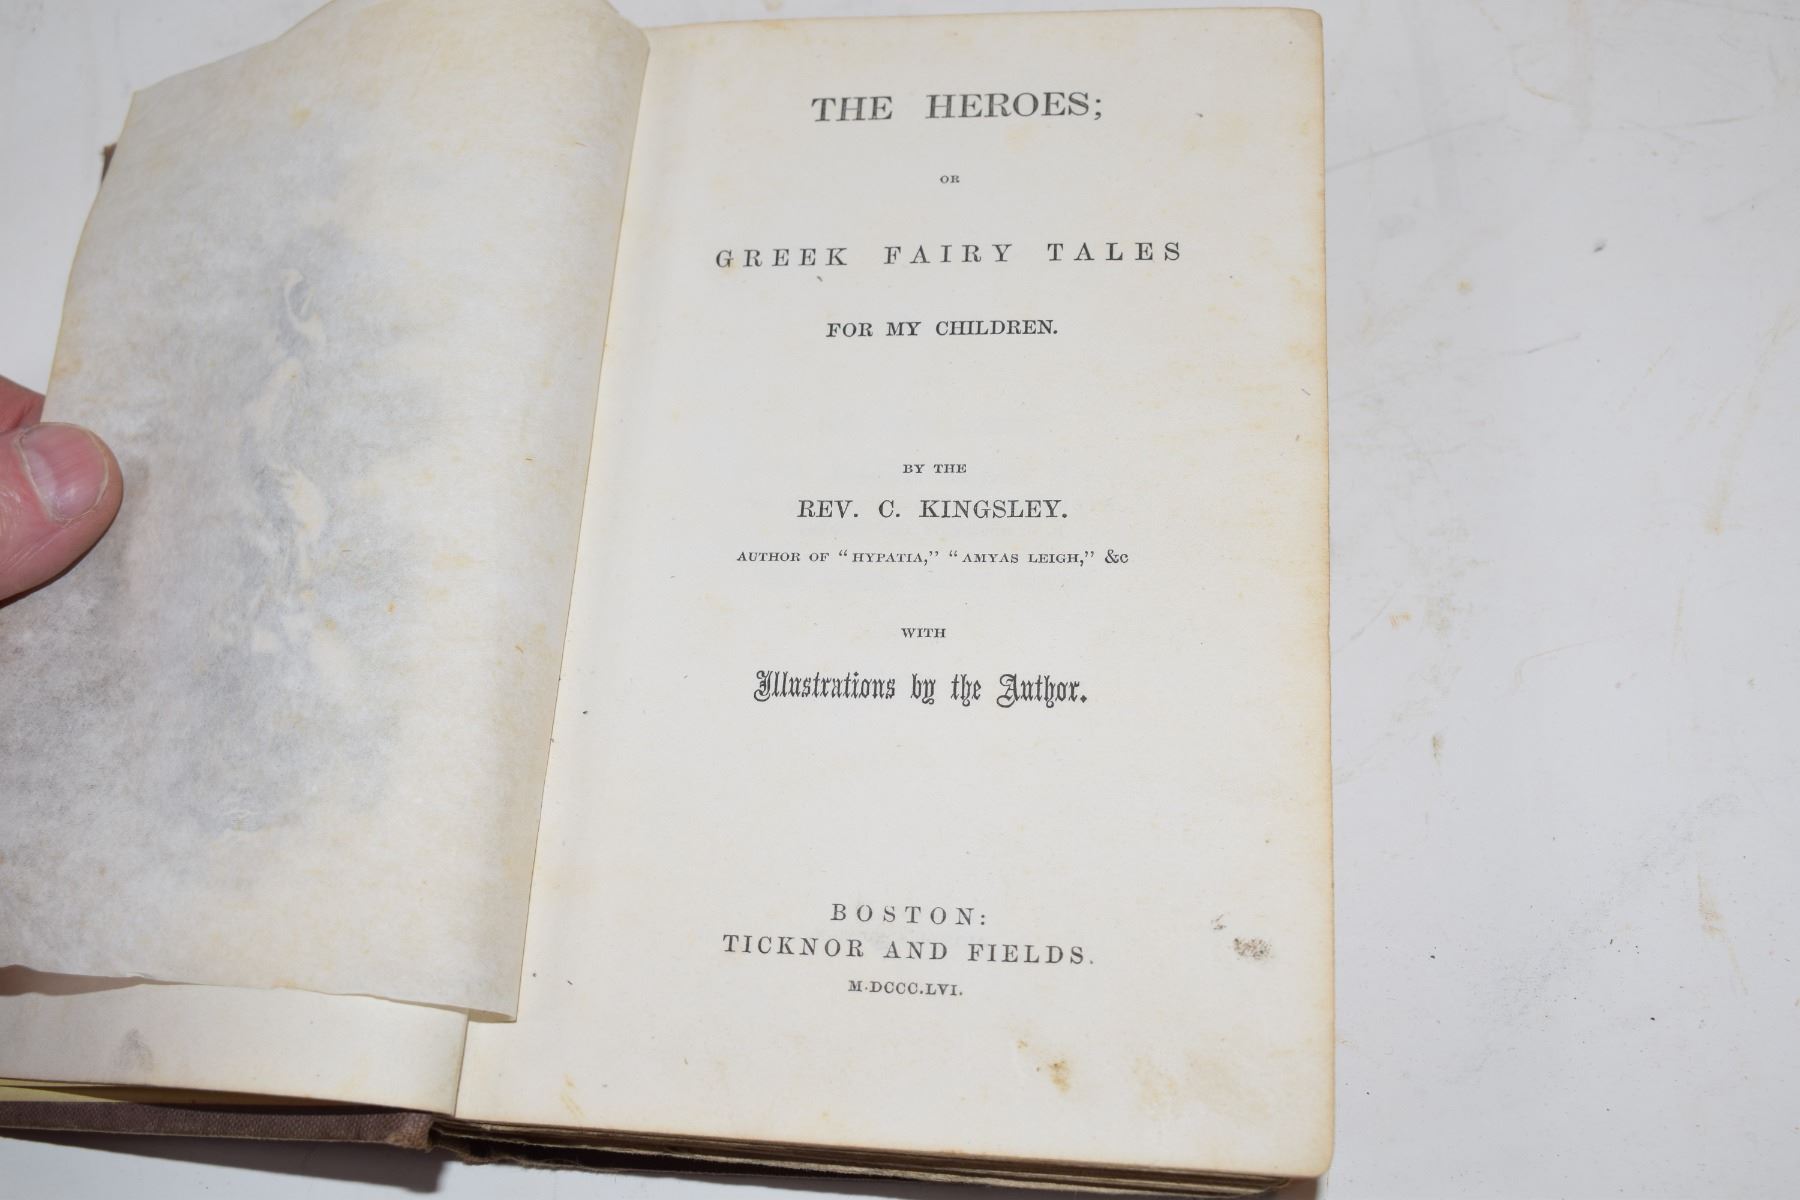 THE HEROES;
OR
GREEK FAIRY TALES
FOR MY CHILDREN.
BY THE
REV. C. KINGSLEY.
AUTHOR OF “HYPATIA,” “AMYAS LEIGH,” &C
WITH
Illustrations by the Author.
BOSTON:
TICKNOR AND FIELDS.
M.DCCC.LVI.